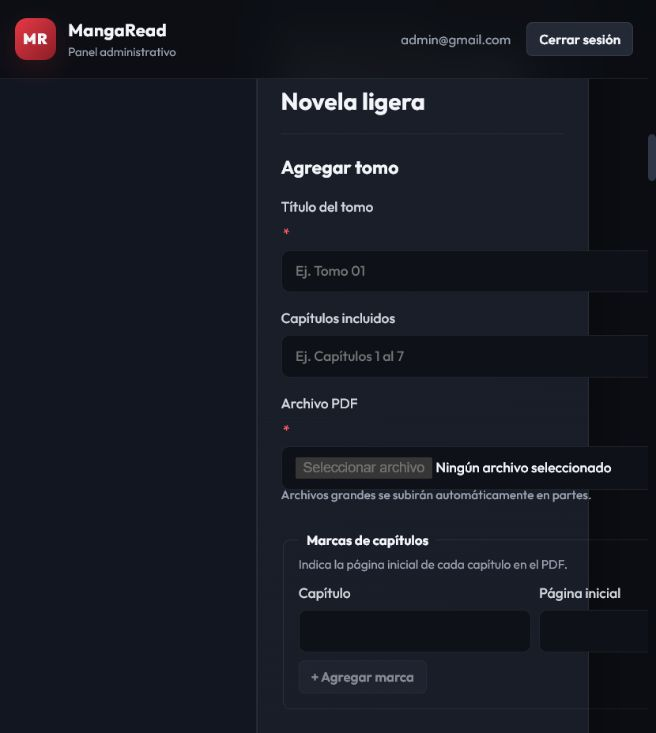 MR
MangaRead
Panel administrativo
admin@gmail.com
Cerrar sesión
Novela ligera
Agregar tomo
Título del tomo
*
Ej. Tomo 01
Capítulos incluidos
Ej. Capítulos 1 al 7
Archivo PDF
*
Seleccionar archivo Ningún archivo seleccionado
Archivos grandes se subirán automáticamente en partes.
Marcas de capítulos
Indica la página inicial de cada capítulo en el PDF.
Capítulo
Página inicial
+ Agregar marca